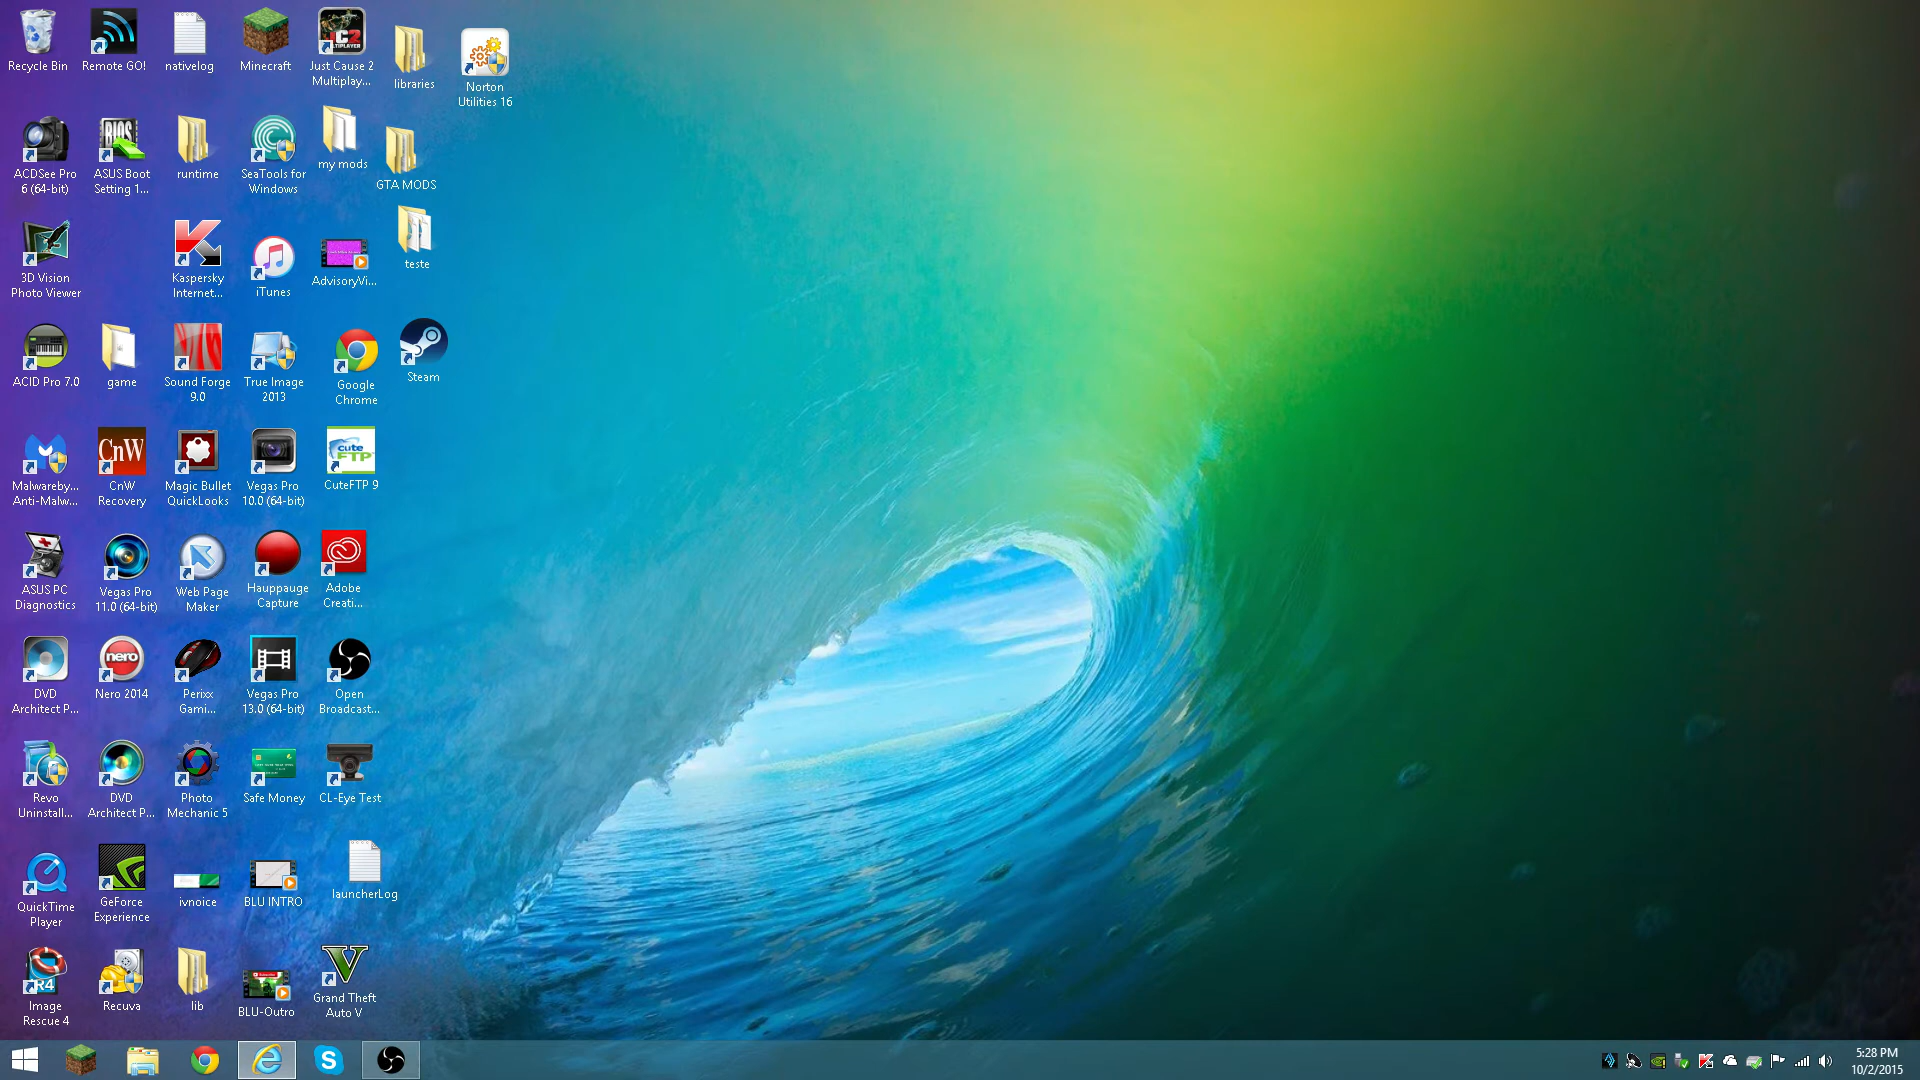 Recycle Bin
Remote GO!
nativelog
Minecraft
Just Cause 2
Multiplay...
libraries
Norton
Utilities 16
ACDSee Pro
6 (64-bit)
BIOS
ASUS Boot
Setting 1...
runtime
SeaTools for
Windows
my mods
GTA MODS
3D Vision
Photo Viewer
Kaspersky
Internet...
iTunes
AdvisoryVi...
teste
ACID Pro 7.0
game
Sound Forge
9.0
True Image
2013
Google
Chrome
Steam
Malwareby...
Anti-Malw...
CnW
CnW
Recovery
Magic Bullet
QuickLooks
Vegas Pro
10.0 (64-bit)
cute
FTP
CuteFTP 9
ASUS PC
Diagnostics
Vegas Pro
11.0 (64-bit)
Web Page
Maker
Hauppauge
Capture
Adobe
Creati...
DVD
Architect P...
nero
Nero 2014
Perixx
Gami...
Vegas Pro
13.0 (64-bit)
Open
Broadcast...
Revo
Uninstall...
DVD
Architect P...
Photo
Mechanic 5
Safe Money
CL-Eye Test
QuickTime
Player
GeForce
Experience
ivnoice
BLU INTRO
launcherLog
R4
Image
Rescue 4
Recuva
lib
BLU-Outro
V
Grand Theft
Auto V
5:28 PM
10/2/2015